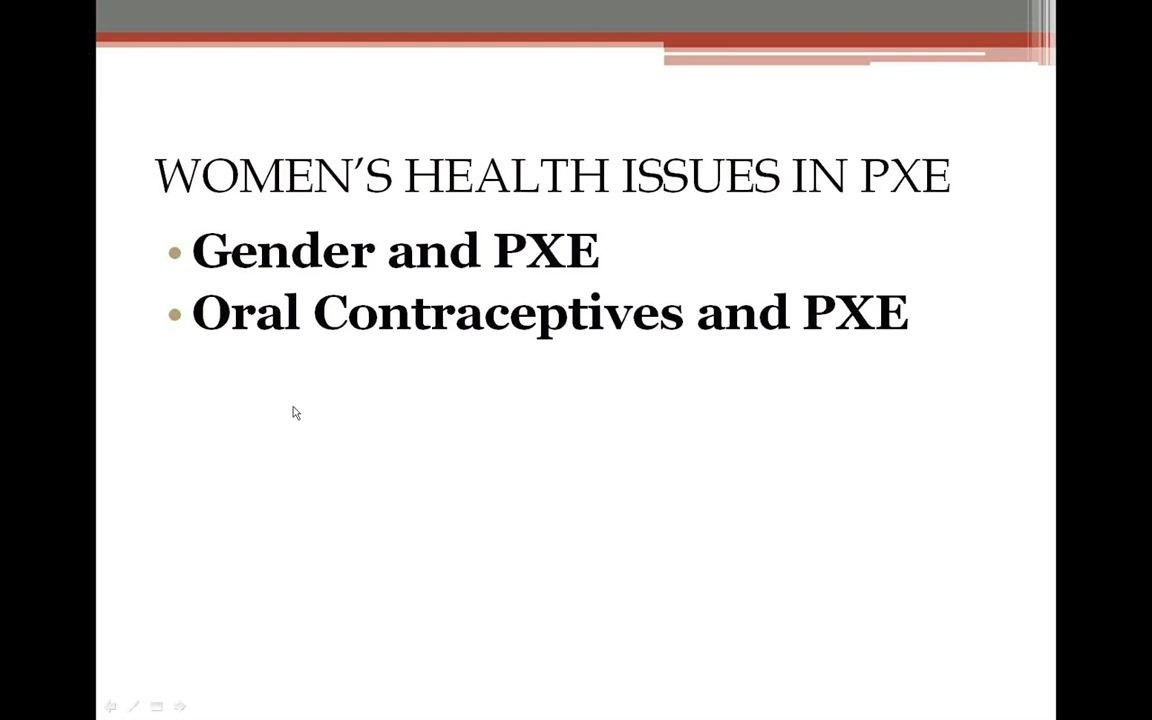 WOMEN’S HEALTH ISSUES IN PXE
• Gender and PXE
• Oral Contraceptives and PXE